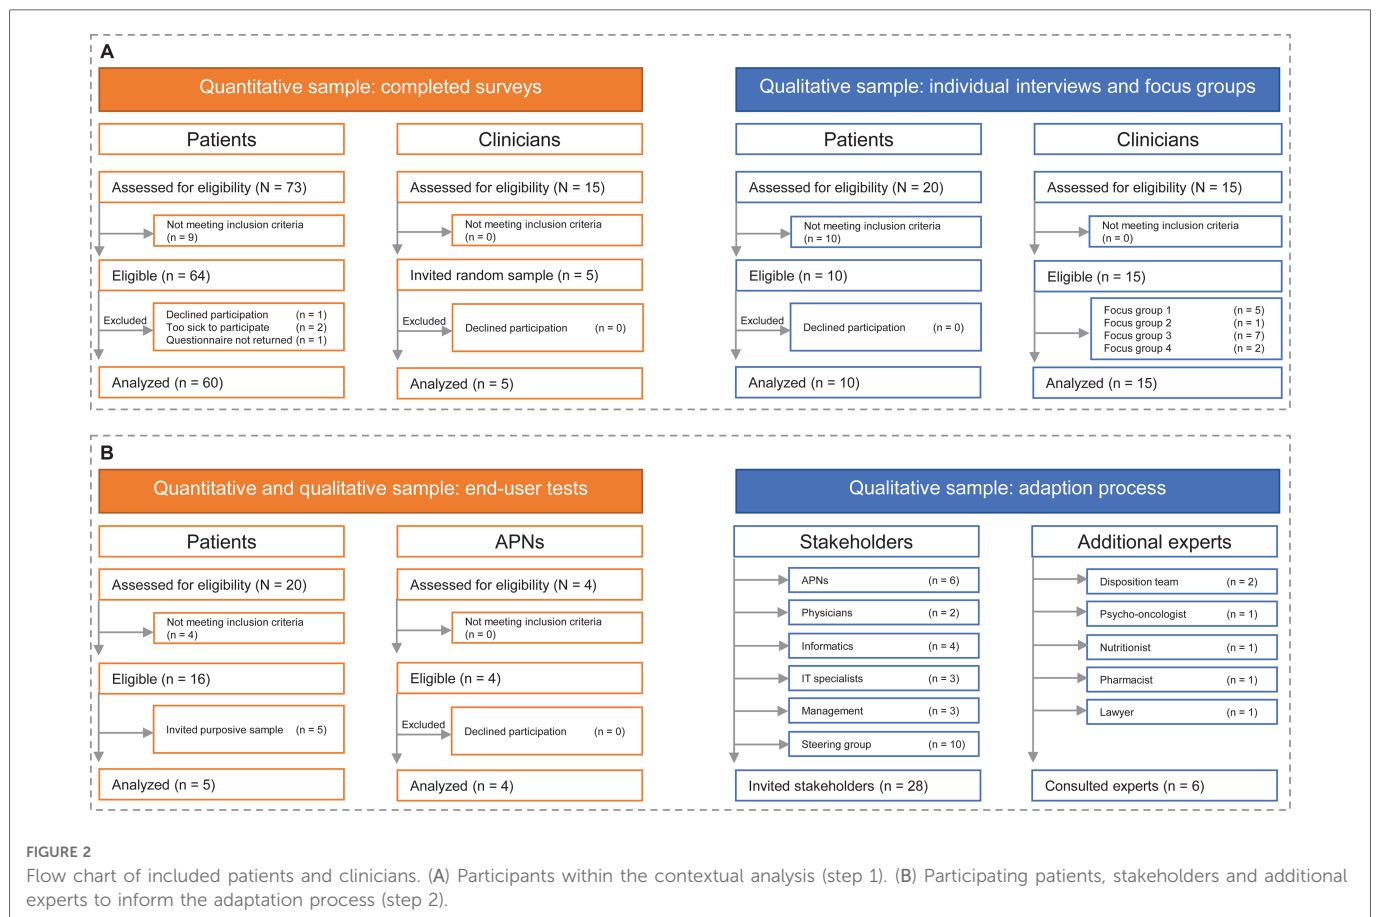 A
Quantitative sample: completed surveys
Patients
Assessed for eligibility (N = 73)
Not meeting inclusion criteria
(n = 9)
Eligible (n = 64)
Excluded
Declined participation (n = 1)
Too sick to participate (n = 2)
Questionnaire not returned (n = 1)
Analyzed (n = 60)
Clinicians
Assessed for eligibility (N = 15)
Not meeting inclusion criteria
(n = 0)
Invited random sample (n = 5)
Excluded
Declined participation (n = 0)
Analyzed (n = 5)
Qualitative sample: individual interviews and focus groups
Patients
Assessed for eligibility (N = 20)
Not meeting inclusion criteria
(n = 10)
Eligible (n = 10)
Excluded
Declined participation (n = 0)
Analyzed (n = 10)
Clinicians
Assessed for eligibility (N = 15)
Not meeting inclusion criteria
(n = 0)
Eligible (n = 15)
Focus group 1 (n = 5)
Focus group 2 (n = 1)
Focus group 3 (n = 7)
Focus group 4 (n = 2)
Analyzed (n = 15)
B
Quantitative and qualitative sample: end-user tests
Patients
Assessed for eligibility (N = 20)
Not meeting inclusion criteria
(n = 4)
Eligible (n = 16)
Invited purposive sample (n = 5)
Analyzed (n = 5)
APNs
Assessed for eligibility (N = 4)
Not meeting inclusion criteria
(n = 0)
Eligible (n = 4)
Excluded
Declined participation (n = 0)
Analyzed (n = 4)
Qualitative sample: adaption process
Stakeholders
APNs (n = 6)
Physicians (n = 2)
Informatics (n = 4)
IT specialists (n = 3)
Management (n = 3)
Steering group (n = 10)
Invited stakeholders (n = 28)
Additional experts
Disposition team (n = 2)
Psycho-oncologist (n = 1)
Nutritionist (n = 1)
Pharmacist (n = 1)
Lawyer (n = 1)
Consulted experts (n = 6)
FIGURE 2
Flow chart of included patients and clinicians. (A) Participants within the contextual analysis (step 1). (B) Participating patients, stakeholders and additional
experts to inform the adaptation process (step 2).